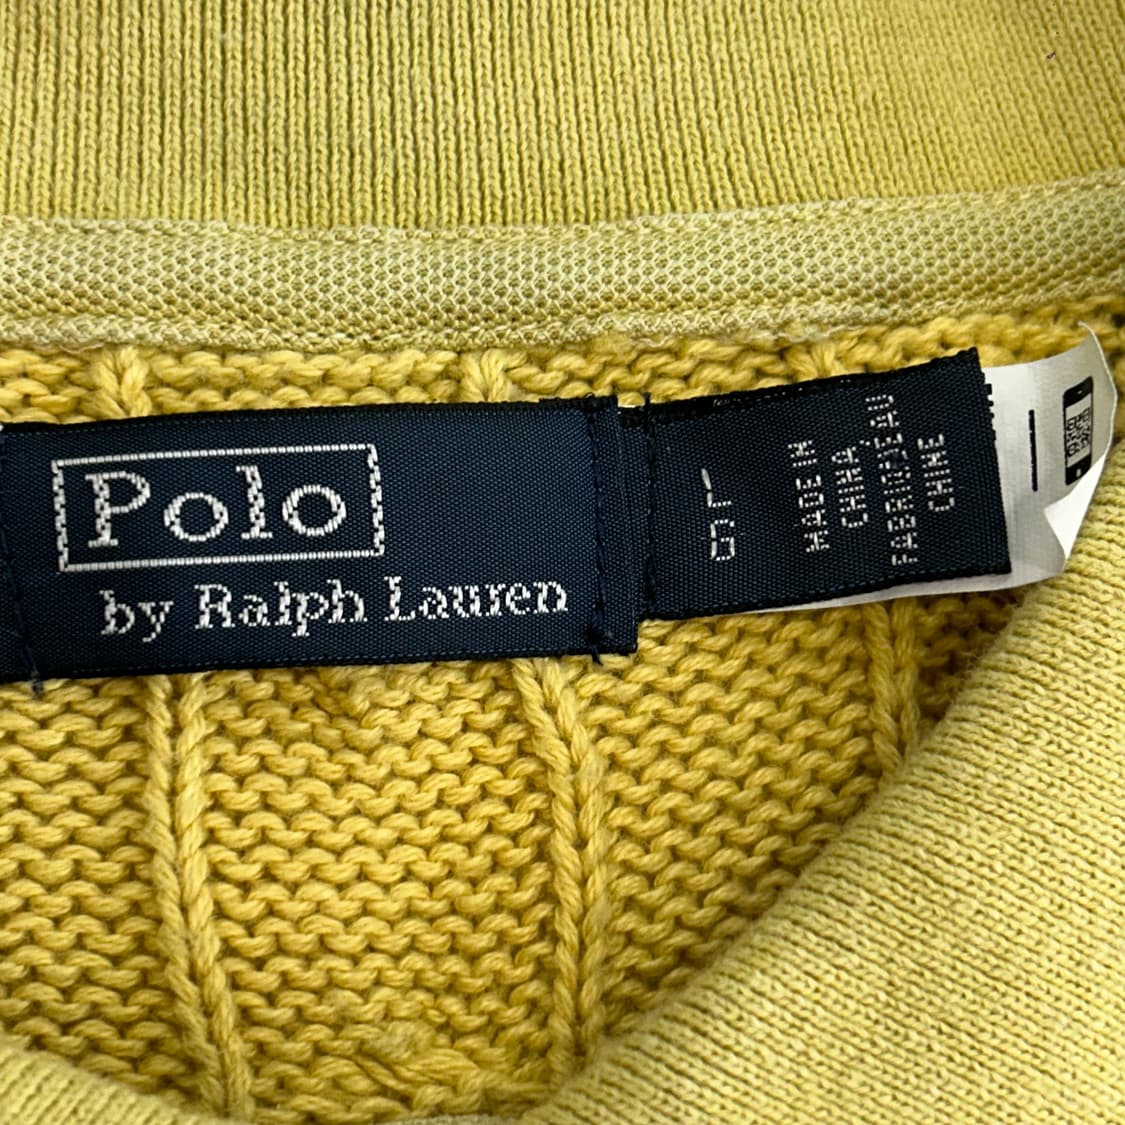 Polo
by Ralph Lauren
MADE IN
CHINA/
FABRIQUÉ AU
CHINE